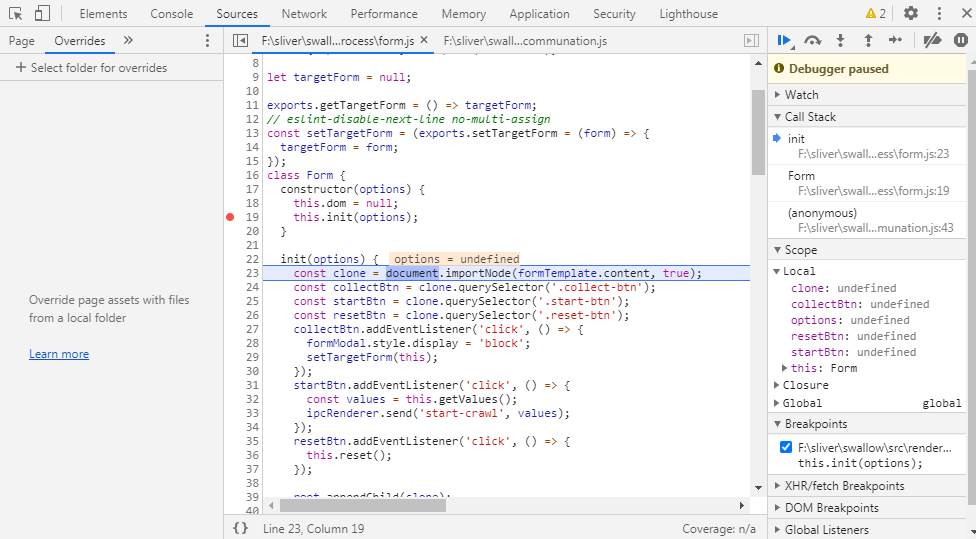 Elements Console Sources Network Performance Memory Application Security Lighthouse 2
Page Overrides
Select folder for overrides
Override page assets with files
from a local folder
Learn more
F:\sliver\swallow...rocess\form.js F:\sliver\swall...communation.js
8
9 let targetForm = null;
10
11 exports.getTargetForm = () => targetForm;
12 // eslint-disable-next-line no-multi-assign
13 const setTargetForm = (exports.setTargetForm = (form) => {
14 targetForm = form;
15 });
16 class Form {
17 constructor(options) {
18 this.dom = null;
19 this.init(options);
20 }
21
22 init(options) { options = undefined
23 const clone = document.importNode(formTemplate.content, true);
24 const collectBtn = clone.querySelector('.collect-btn');
25 const startBtn = clone.querySelector('.start-btn');
26 const resetBtn = clone.querySelector('.reset-btn');
27 collectBtn.addEventListener('click', () => {
28 formModal.style.display = 'block';
29 setTargetForm(this);
30 });
31 startBtn.addEventListener('click', () => {
32 const values = this.getValues();
33 ipcRenderer.send('start-crawl', values);
34 });
35 resetBtn.addEventListener('click', () => {
36 this.reset();
37 });
38
39 root.appendChild(clone);
40
{} Line 23, Column 19 Coverage: n/a
Debugger paused
Watch
Call Stack
init
F:\sliver\swall...ess\form.js:23
Form
F:\sliver\swall...ess\form.js:19
(anonymous)
F:\sliver\swall...munation.js:43
Scope
Local
clone: undefined
collectBtn: undefined
options: undefined
resetBtn: undefined
startBtn: undefined
this: Form
Closure
Global global
Breakpoints
F:\sliver\swallow\src\render...
this.init(options);
XHR/fetch Breakpoints
DOM Breakpoints
Global Listeners